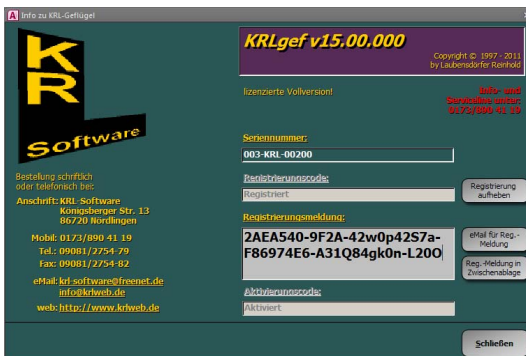 Info zu KRL-Geflügel
KR
Software
KRLgef v15.00.000
Copyright © 1997 - 2011
by Laubensdörfer Reinhold
lizenzierte Vollversion!
Info- und
Serviceline unter:
0173/890 41 19
Seriennummer:
003-KRL-00200
Bestellung schriftlich
oder telefonisch bei:
Anschrift: KRL-Software
Königsberger Str. 13
86720 Nördlingen
Mobil: 0173/890 41 19
Tel.: 09081/2754-79
Fax: 09081/2754-82
eMail: krl-software@freenet.de
info@krlweb.de
web: http://www.krlweb.de
Registrierungscode:
Registriert
Registrierung
aufheben
Registrierungsmeldung:
2AEA540-9F2A-42w0p42S7a-
F86974E6-A31Q84gk0n-L20O
eMail für Reg.-
Meldung
Reg.-Meldung in
Zwischenablage
Aktivierungscode:
Aktiviert
Schließen